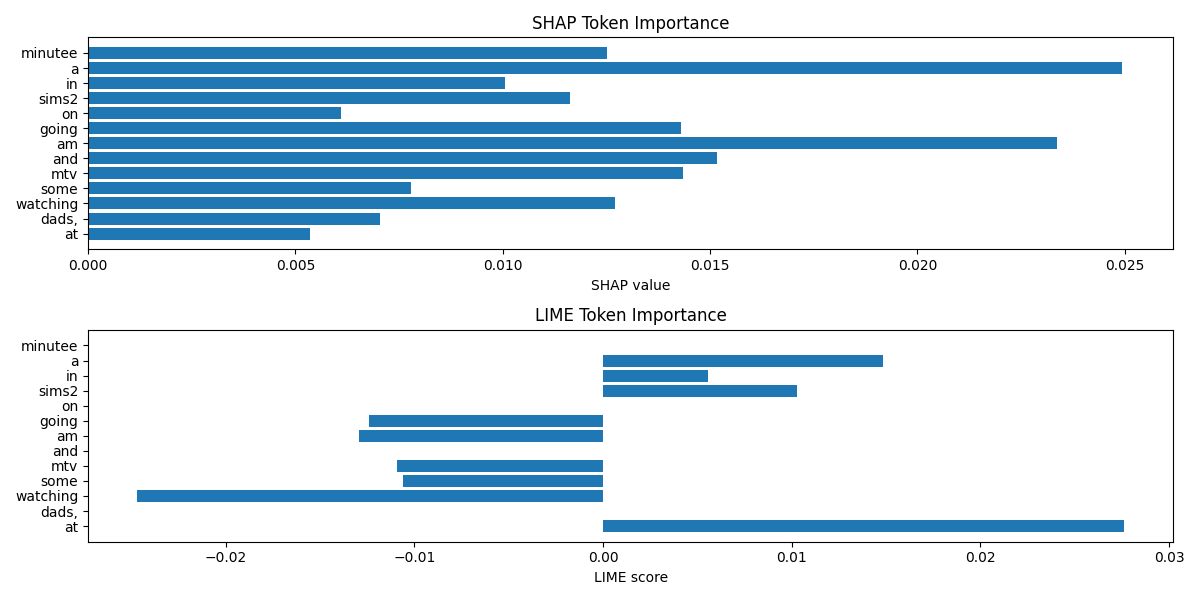 SHAP Token Importance
minutee
a
in
sims2
on
going
am
and
mtv
some
watching
dads,
at
0.000 0.005 0.010 0.015 0.020 0.025
SHAP value
LIME Token Importance
minutee
a
in
sims2
on
going
am
and
mtv
some
watching
dads,
at
−0.02 −0.01 0.00 0.01 0.02 0.03
LIME score